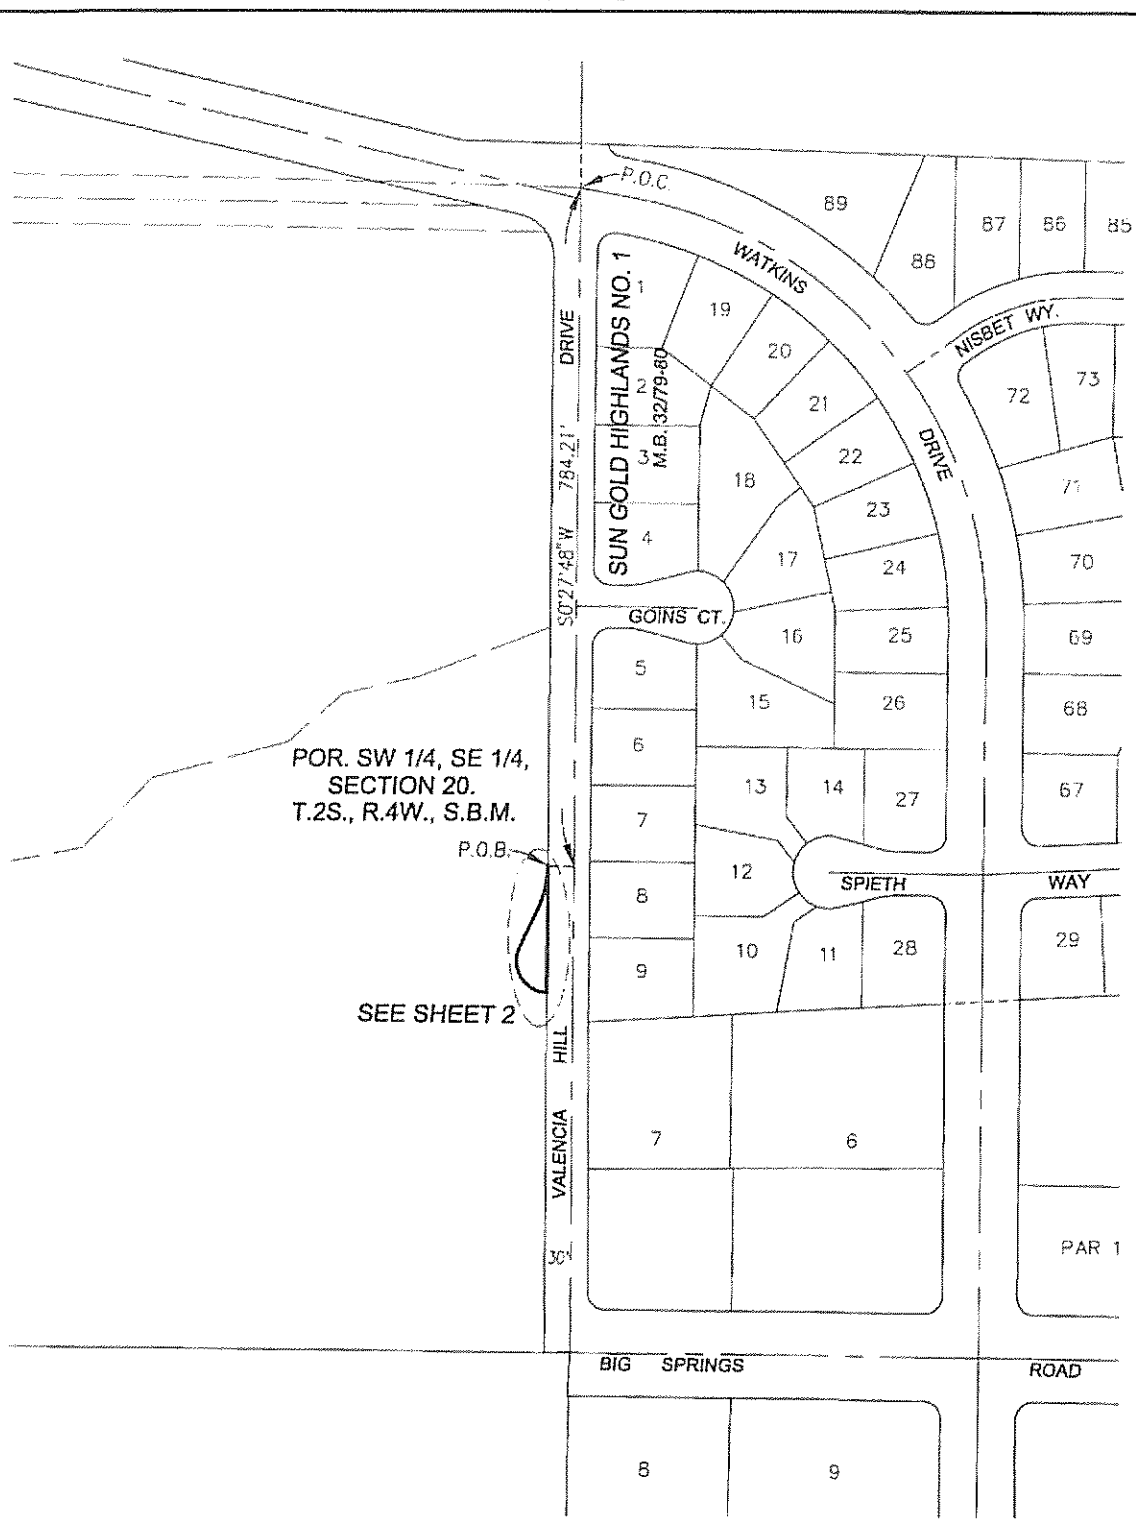 P.O.C.
89
88
87
86
85
WATKINS
DRIVE
NISBET WY.
SUN GOLD HIGHLANDS NO. 1
M.B. 32/79-80
1
19
2
20
21
3
22
18
23
4
17
24
72
73
71
70
DRIVE
S0°27'48"W 784.21'
GOINS CT.
16
25
69
5
15
26
68
6
POR. SW 1/4, SE 1/4,
SECTION 20.
T.2S., R.4W., S.B.M.
13
14
27
67
7
P.O.B.
12
8
SPIETH
WAY
10
11
28
29
9
SEE SHEET 2
VALENCIA HILL
7
6
30'
PAR 1
BIG SPRINGS
ROAD
8
9